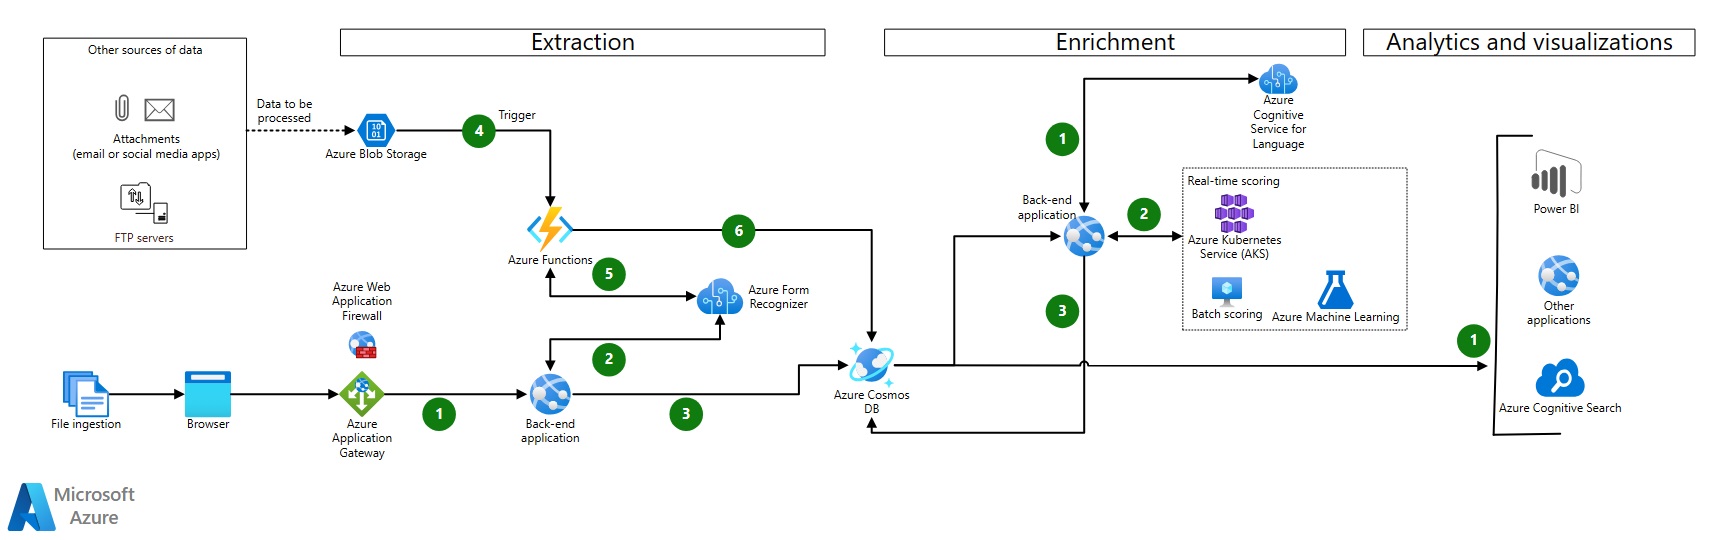 Extraction
Enrichment
Analytics and visualizations
Other sources of data
Attachments
(email or social media apps)
FTP servers
Data to be
processed
10
01
Azure Blob Storage
4
Trigger
Azure Functions
6
5
Azure Form
Recognizer
2
Azure Web
Application
Firewall
File ingestion
Browser
Azure
Application
Gateway
1
Back-end
application
3
Azure Cosmos
DB
Azure
Cognitive
Service for
Language
1
Back-end
application
2
Real-time scoring
Azure Kubernetes
Service (AKS)
Batch scoring
Azure Machine Learning
3
1
Power BI
Other
applications
Azure Cognitive Search
Microsoft
Azure